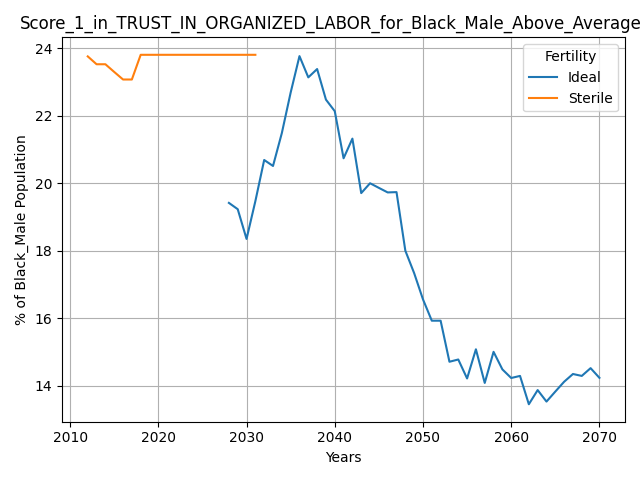 Score_1_in_TRUST_IN_ORGANIZED_LABOR_for_Black_Male_Above_Average
Fertility
Ideal
Sterile
% of Black_Male Population
24
22
20
18
16
14
2010 2020 2030 2040 2050 2060 2070
Years